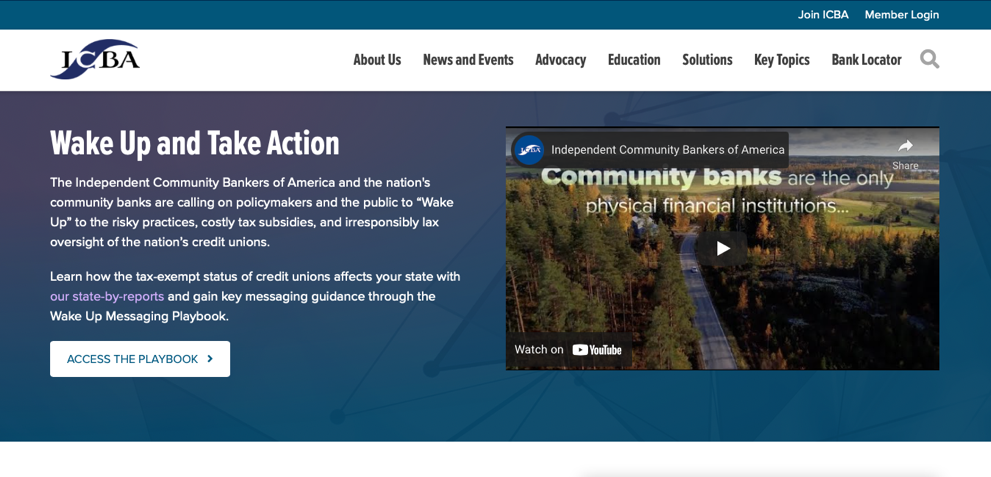 Join ICBA Member Login
ICBA
About Us News and Events Advocacy Education Solutions Key Topics Bank Locator
Wake Up and Take Action
The Independent Community Bankers of America and the nation's
community banks are calling on policymakers and the public to “Wake
Up” to the risky practices, costly tax subsidies, and irresponsibly lax
oversight of the nation’s credit unions.
Learn how the tax-exempt status of credit unions affects your state with
our state-by-reports and gain key messaging guidance through the
Wake Up Messaging Playbook.
ACCESS THE PLAYBOOK
ICBA
Independent Community Bankers of America
Share
Community banks are the only
physical financial institutions...
Watch on YouTube